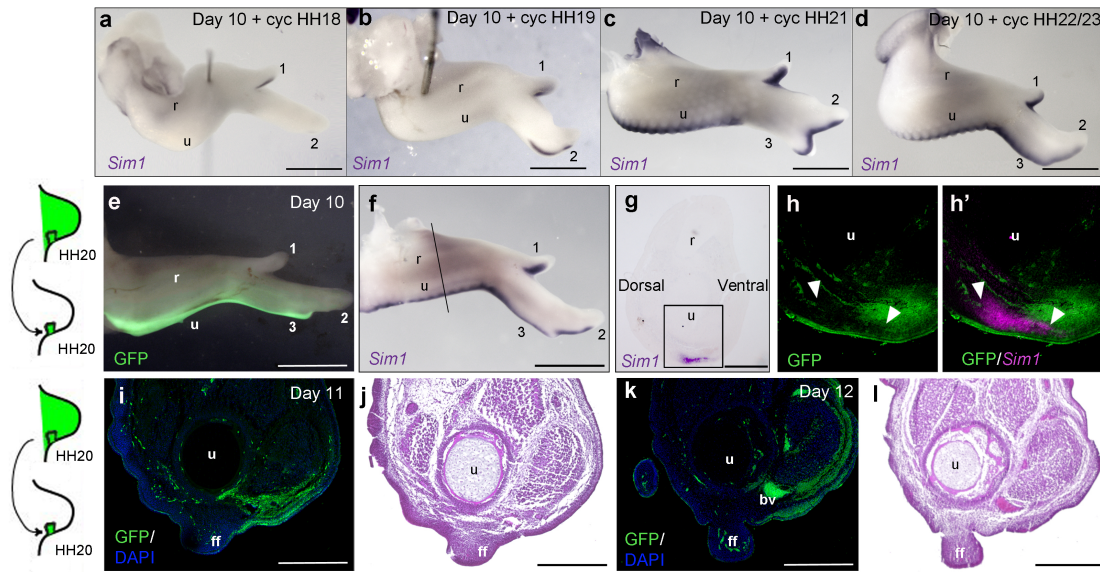 a Day 10 + cyc HH18
r
u
1
2
Sim1
b Day 10 + cyc HH19
r
u
1
2
Sim1
c Day 10 + cyc HH21
r
u
1
2
3
Sim1
d Day 10 + cyc HH22/23
r
u
1
2
3
Sim1
HH20
HH20
e Day 10
r
u
1
2
3
GFP
f
r
u
1
2
3
Sim1
g
r
Dorsal Ventral
u
Sim1
h
u
GFP
h’
u
GFP/Sim1
HH20
HH20
i Day 11
u
ff
GFP/
DAPI
j
u
ff
k Day 12
u
bv
ff
GFP/
DAPI
l
u
ff